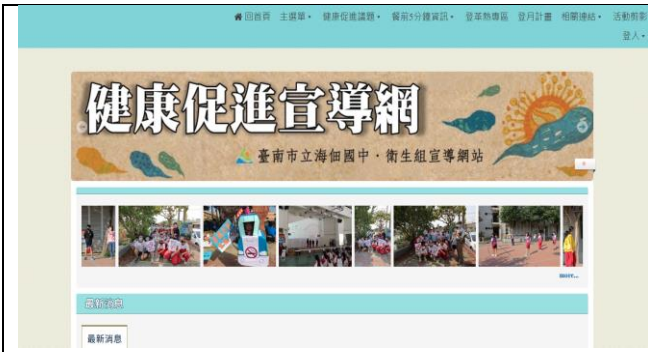 回首頁 主選單 健康促進議題 餐前5分鐘資訊 登革熱專區 登月計畫 相關連結 活動剪影
登入
健康促進宣導網
臺南市立海佃國中・衛生組宣導網站
more...
最新消息
最新消息